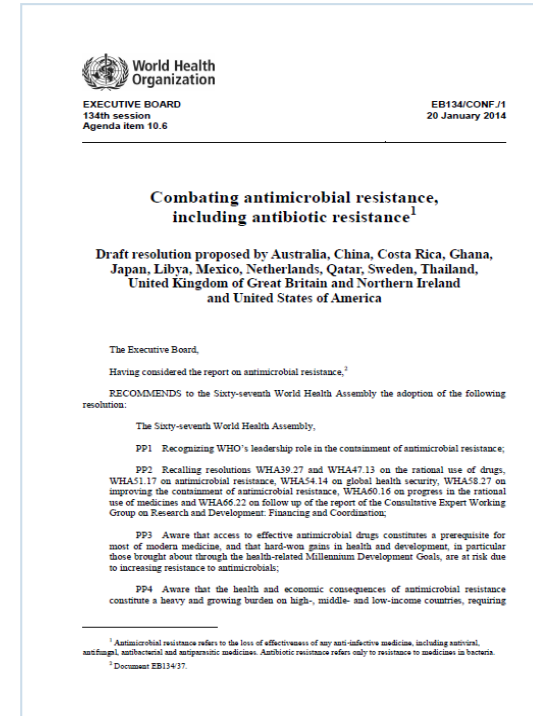 World Health
Organization
EXECUTIVE BOARD
EB134/CONF./1
134th session
20 January 2014
Agenda item 10.6
Combating antimicrobial resistance,
including antibiotic resistance¹
Draft resolution proposed by Australia, China, Costa Rica, Ghana,
Japan, Libya, Mexico, Netherlands, Qatar, Sweden, Thailand,
United Kingdom of Great Britain and Northern Ireland
and United States of America
The Executive Board,
Having considered the report on antimicrobial resistance,²
RECOMMENDS to the Sixty-seventh World Health Assembly the adoption of the following
resolution:
The Sixty-seventh World Health Assembly,
PP1 Recognizing WHO's leadership role in the containment of antimicrobial resistance;
PP2 Recalling resolutions WHA39.27 and WHA47.13 on the rational use of drugs,
WHA51.17 on antimicrobial resistance, WHA54.14 on global health security, WHA58.27 on
improving the containment of antimicrobial resistance, WHA60.16 on progress in the rational
use of medicines and WHA66.22 on follow up of the report of the Consultative Expert Working
Group on Research and Development: Financing and Coordination;
PP3 Aware that access to effective antimicrobial drugs constitutes a prerequisite for
most of modern medicine, and that hard-won gains in health and development, in particular
those brought about through the health-related Millennium Development Goals, are at risk due
to increasing resistance to antimicrobials;
PP4 Aware that the health and economic consequences of antimicrobial resistance
constitute a heavy and growing burden on high-, middle- and low-income countries, requiring
¹ Antimicrobial resistance refers to the loss of effectiveness of any anti-infective medicine, including antiviral,
antifungal, antibacterial and antiparasitic medicines. Antibiotic resistance refers only to resistance to medicines in bacteria.
² Document EB134/37.